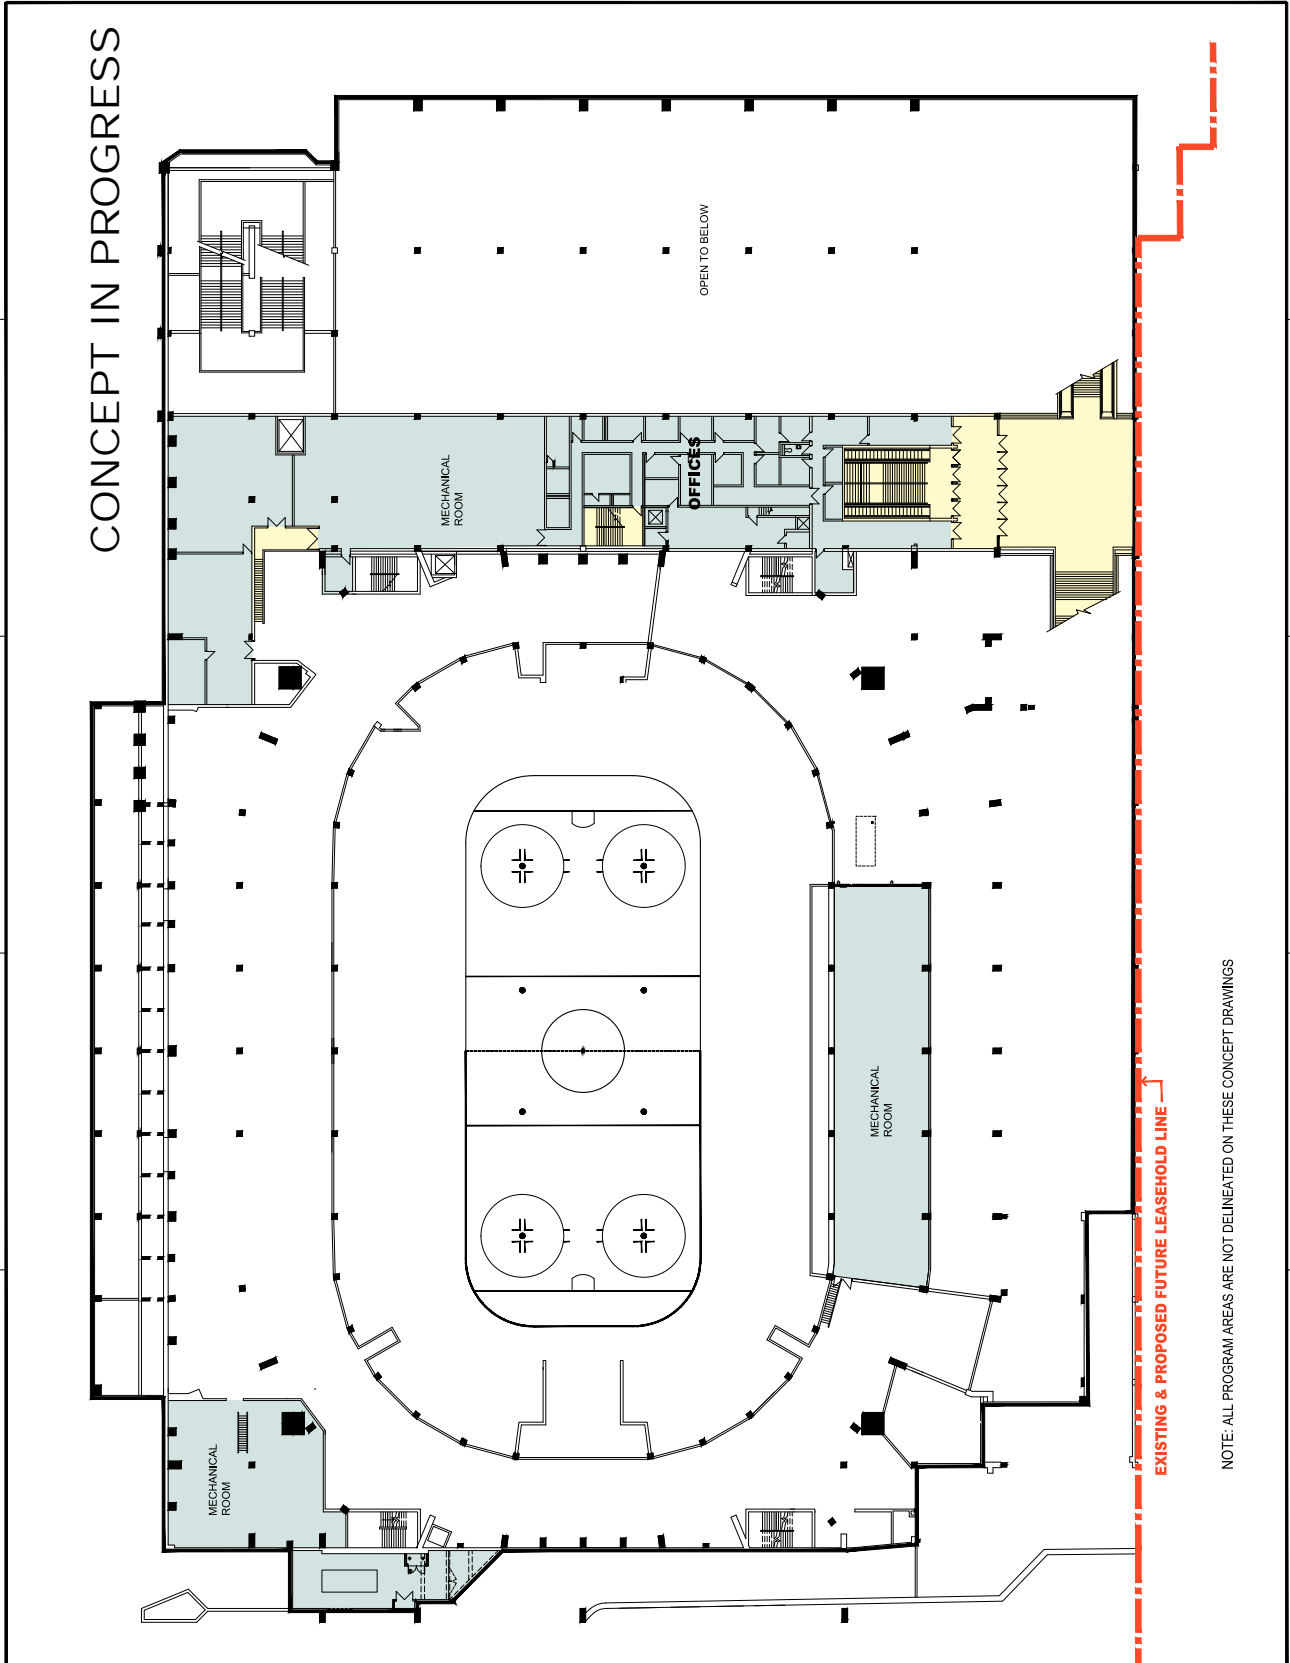 CONCEPT IN PROGRESS
OPEN TO BELOW
MECHANICAL
ROOM
OFFICES
MECHANICAL
ROOM
MECHANICAL
ROOM
EXISTING & PROPOSED FUTURE LEASEHOLD LINE
NOTE: ALL PROGRAM AREAS ARE NOT DELINEATED ON THESE CONCEPT DRAWINGS